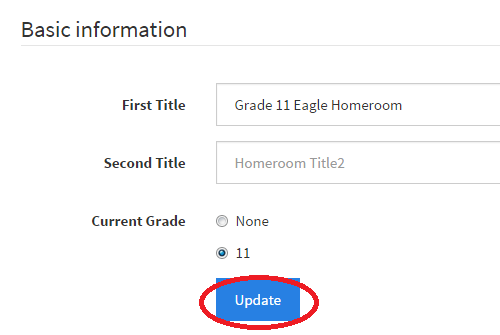 Basic information
First Title Grade 11 Eagle Homeroom
Second Title Homeroom Title2
Current Grade None
11
Update